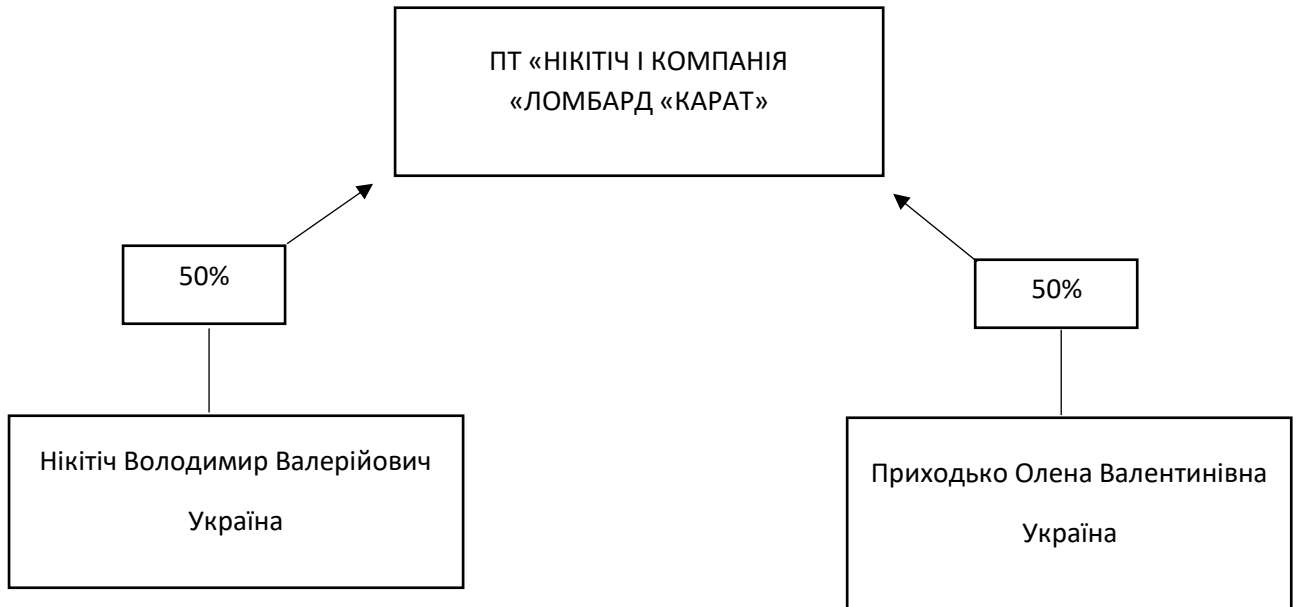 ПТ «НІКІТІЧ І КОМПАНІЯ
«ЛОМБАРД «КАРАТ»
50%
50%
Нікітіч Володимир Валерійович
Україна
Приходько Олена Валентинівна
Україна